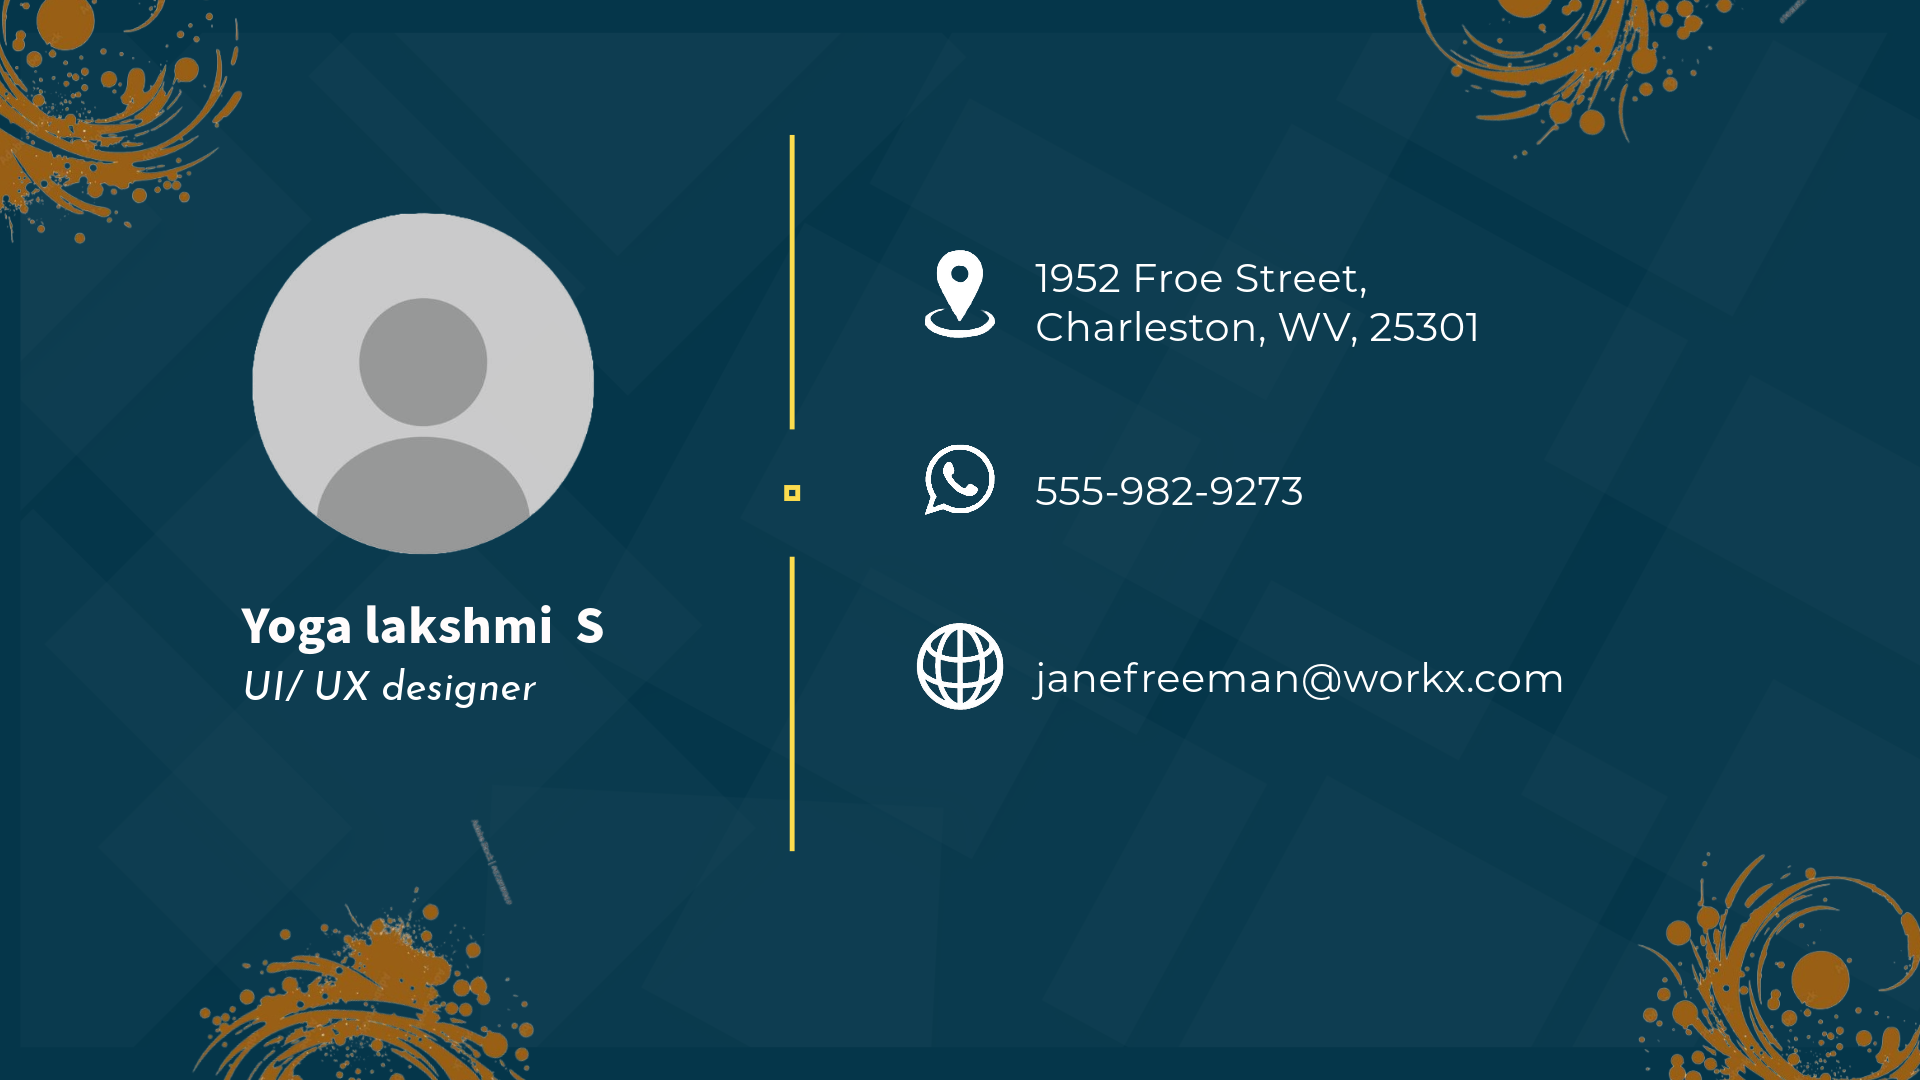 Yoga lakshmi S
UI/ UX designer
1952 Froe Street,
Charleston, WV, 25301
555-982-9273
janefreeman@workx.com